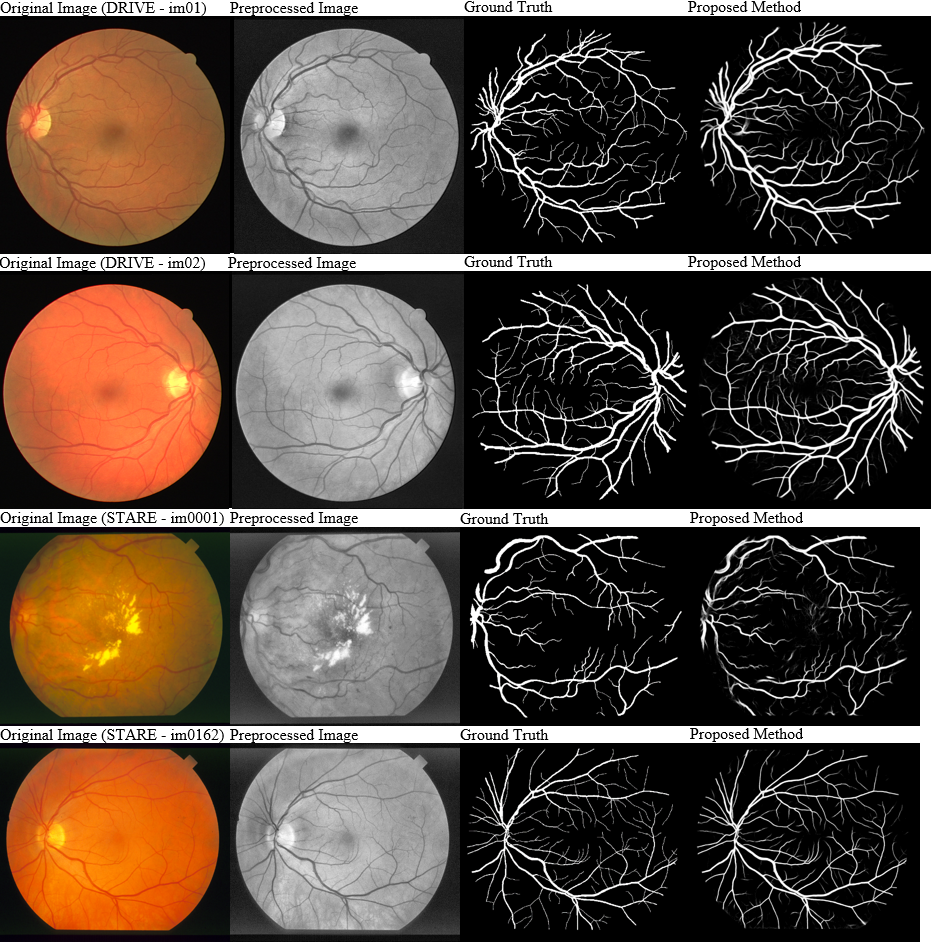 Original Image (DRIVE - im01) Preprocessed Image Ground Truth Proposed Method
Original Image (DRIVE - im02) Preprocessed Image Ground Truth Proposed Method
Original Image (STARE - im0001) Preprocessed Image Ground Truth Proposed Method
Original Image (STARE - im0162) Preprocessed Image Ground Truth Proposed Method